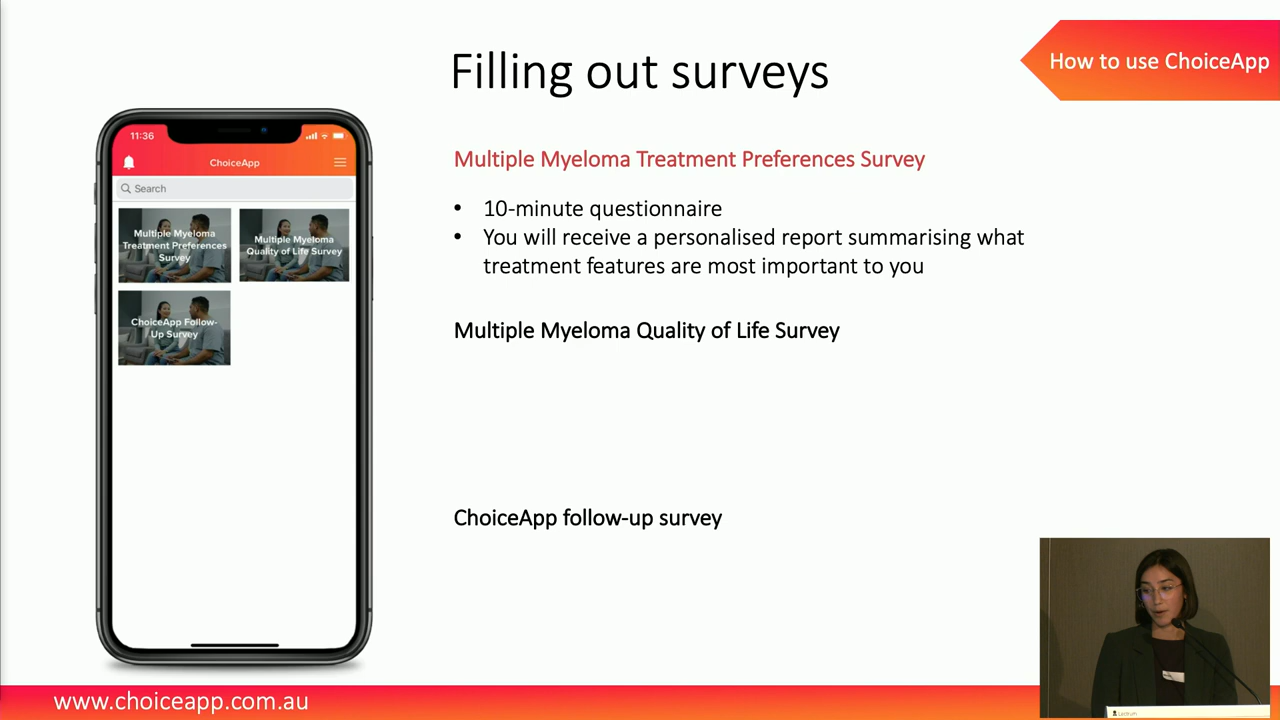 Filling out surveys
How to use ChoiceApp
11:36
ChoiceApp
Search
Multiple Myeloma
Treatment Preferences
Survey
Multiple Myeloma
Quality of Life Survey
ChoiceApp Follow-
Up Survey
Multiple Myeloma Treatment Preferences Survey
• 10-minute questionnaire
• You will receive a personalised report summarising what
treatment features are most important to you
Multiple Myeloma Quality of Life Survey
ChoiceApp follow-up survey
www.choiceapp.com.au
Lectrum